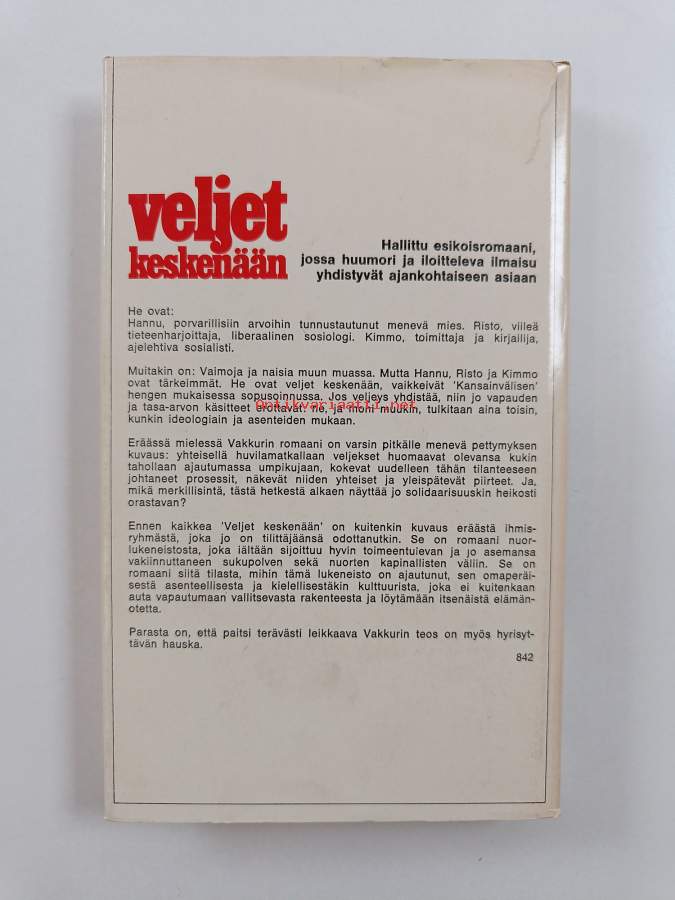 veljet
keskenään
Hallittu esikoisromaani,
jossa huumori ja iloitteleva ilmaisu
yhdistyvät ajankohtaiseen asiaan
He ovat:
Hannu, porvarillisiin arvoihin tunnustautunut menevä mies. Risto, viileä
tieteenharjoittaja, liberaalinen sosiologi. Kimmo, toimittaja ja kirjailija,
ajelehtiva sosialisti.
Muitakin on: Vaimoja ja naisia muun muassa. Mutta Hannu, Risto ja Kimmo
ovat tärkeimmät. He ovat veljet keskenään, vaikkeivät 'Kansainvälisen'
hengen mukaisessa sopusoinnussa. Jos veljeys yhdistää, niin jo vapauden
Antikvariaatti.net
ja tasa-arvon käsitteet erottavat: ne, ja moni muukin, tulkitaan aina toisin,
kunkin ideologiain ja asenteiden mukaan.
Eräässä mielessä Vakkurin romaani on varsin pitkälle menevä pettymyksen
kuvaus: yhteisellä huvilamatkallaan veljekset huomaavat olevansa kukin
tahollaan ajautumassa umpikujaan, kokevat uudelleen tähän tilanteeseen
johtaneet prosessit, näkevät niiden yhteiset ja yleispätevät piirteet. Ja,
mikä merkillisintä, tästä hetkestä alkaen näyttää jo solidaarisuuskin heikosti
orastavan?
Ennen kaikkea 'Veljet keskenään' on kuitenkin kuvaus eräästä ihmis-
ryhmästä, joka jo on tilittäjäänsä odottanutkin. Se on romaani nuor-
lukeneistosta, joka iältään sijoittuu hyvin toimeentulevan ja jo asemansa
vakiinnuttaneen sukupolven sekä nuorten kapinallisten väliin. Se on
romaani siitä tilasta, mihin tämä lukeneisto on ajautunut, sen omaperäi-
sestä asenteellisesta ja kielellisestäkin kulttuurista, joka ei kuitenkaan
auta vapautumaan vallitsevasta rakenteesta ja löytämään itsenäistä elämän-
otetta.
Parasta on, että paitsi terävästi leikkaava Vakkurin teos on myös hyrisyt-
tävän hauska.
842